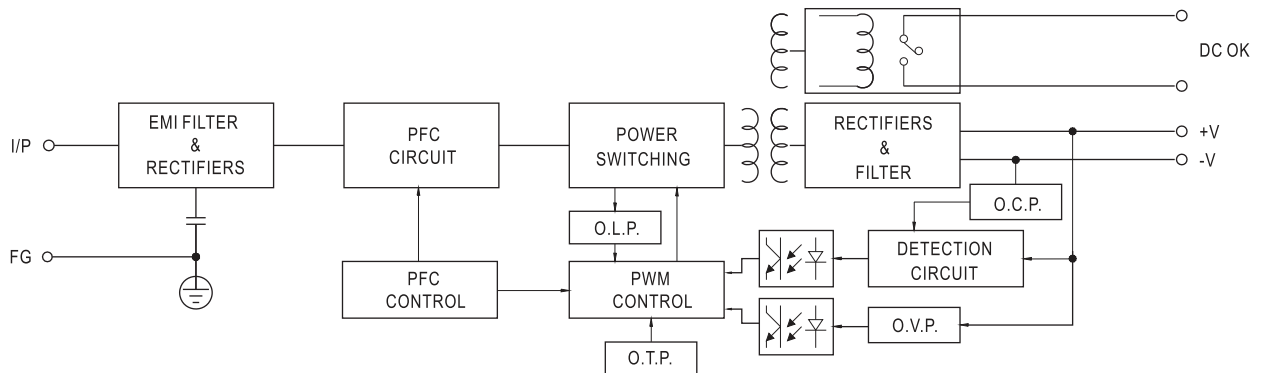 DC OK
EMI FILTER
&
RECTIFIERS
PFC
CIRCUIT
POWER
SWITCHING
RECTIFIERS
&
FILTER
I/P
+V
-V
O.C.P.
O.L.P.
DETECTION
CIRCUIT
FG
PFC
CONTROL
PWM
CONTROL
O.V.P.
O.T.P.